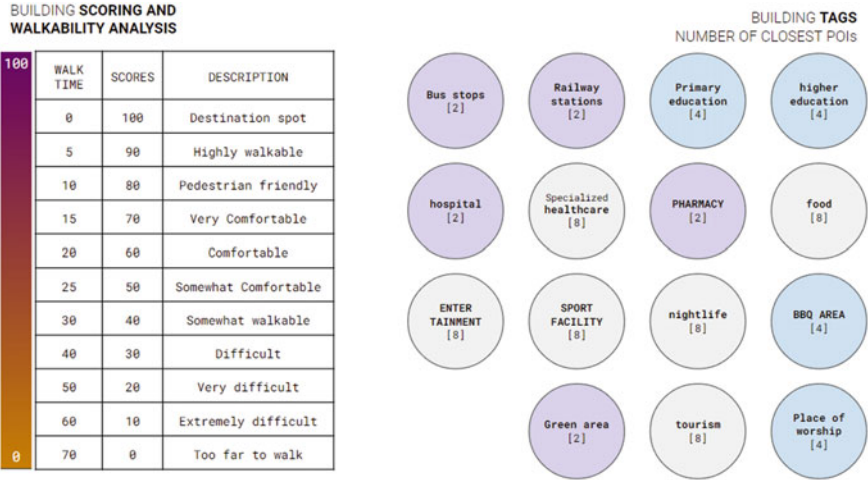 BUILDING SCORING AND
WALKABILITY ANALYSIS
100
WALK TIME SCORES DESCRIPTION
0 100 Destination spot
5 90 Highly walkable
10 80 Pedestrian friendly
15 70 Very Comfortable
20 60 Comfortable
25 50 Somewhat Comfortable
30 40 Somewhat walkable
40 30 Difficult
50 20 Very difficult
60 10 Extremely difficult
70 0 Too far to walk
0
BUILDING TAGS
NUMBER OF CLOSEST POIs
Bus stops
[2]
Railway
stations
[2]
Primary
education
[4]
higher
education
[4]
hospital
[2]
Specialized
healthcare
[8]
PHARMACY
[2]
food
[8]
ENTER
TAINMENT
[8]
SPORT
FACILITY
[8]
nightlife
[8]
BBQ AREA
[4]
Green area
[2]
tourism
[8]
Place of
worship
[4]